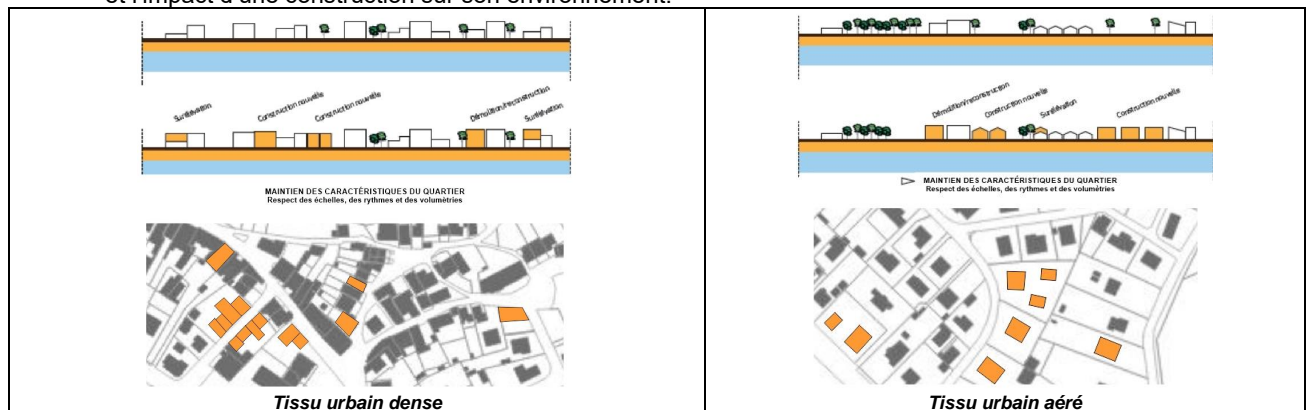 et l'impact d'une construction sur son environnement.
Surélévation
Construction nouvelle
Construction nouvelle
Démolition/reconstruction
Surélévation
MAINTIEN DES CARACTÉRISTIQUES DU QUARTIER
Respect des échelles, des rythmes et des volumétries
Tissu urbain dense
Démolition/reconstruction
Construction nouvelle
Surélévation
Construction nouvelle
MAINTIEN DES CARACTÉRISTIQUES DU QUARTIER
Respect des échelles, des rythmes et des volumétries
Tissu urbain aéré